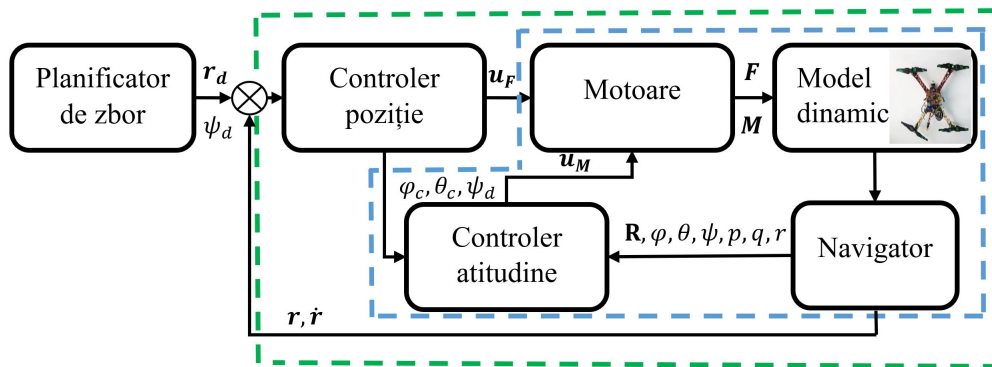 Planificator
de zbor
r_d
ψ_d
Controler
poziție
u_F
Motoare
F
M
Model
dinamic
u_M
φ_c, θ_c, ψ_d
Controler
atitudine
R, φ, θ, ψ, p, q, r
Navigator
r, ṙ